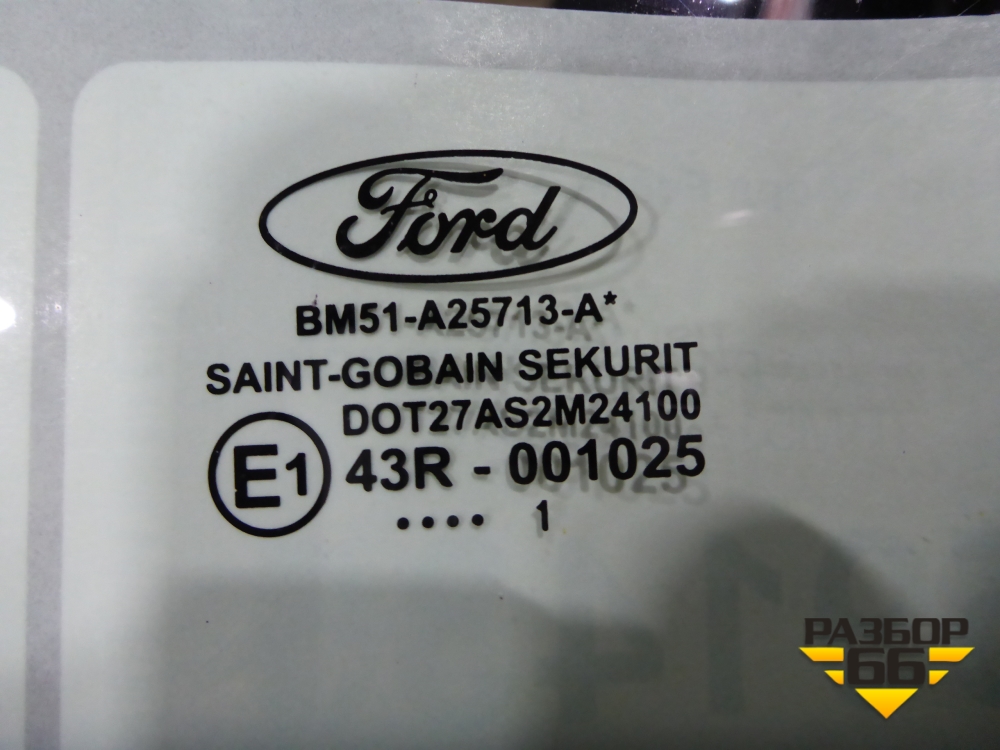 Ford
BM51-A25713-A*
SAINT-GOBAIN SEKURIT
DOT27AS2M24100
E1 43R - 001025
•••• 1
РАЗБОР
66